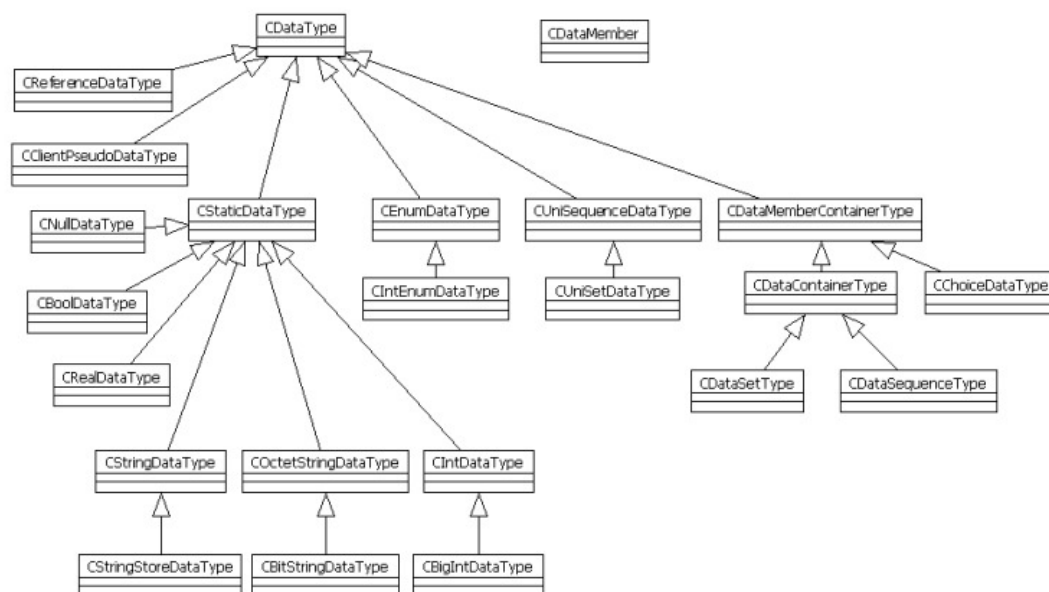 CDataType
CDataMember
CReferenceDataType
CClientPseudoDataType
CNullDataType
CStaticDataType
CEnumDataType
CUniSequenceDataType
CDataMemberContainerType
CBoolDataType
CIntEnumDataType
CUniSetDataType
CDataContainerType
CChoiceDataType
CRealDataType
CDataSetType
CDataSequenceType
CStringDataType
COctetStringDataType
CIntDataType
CStringStoreDataType
CBitStringDataType
CBigIntDataType